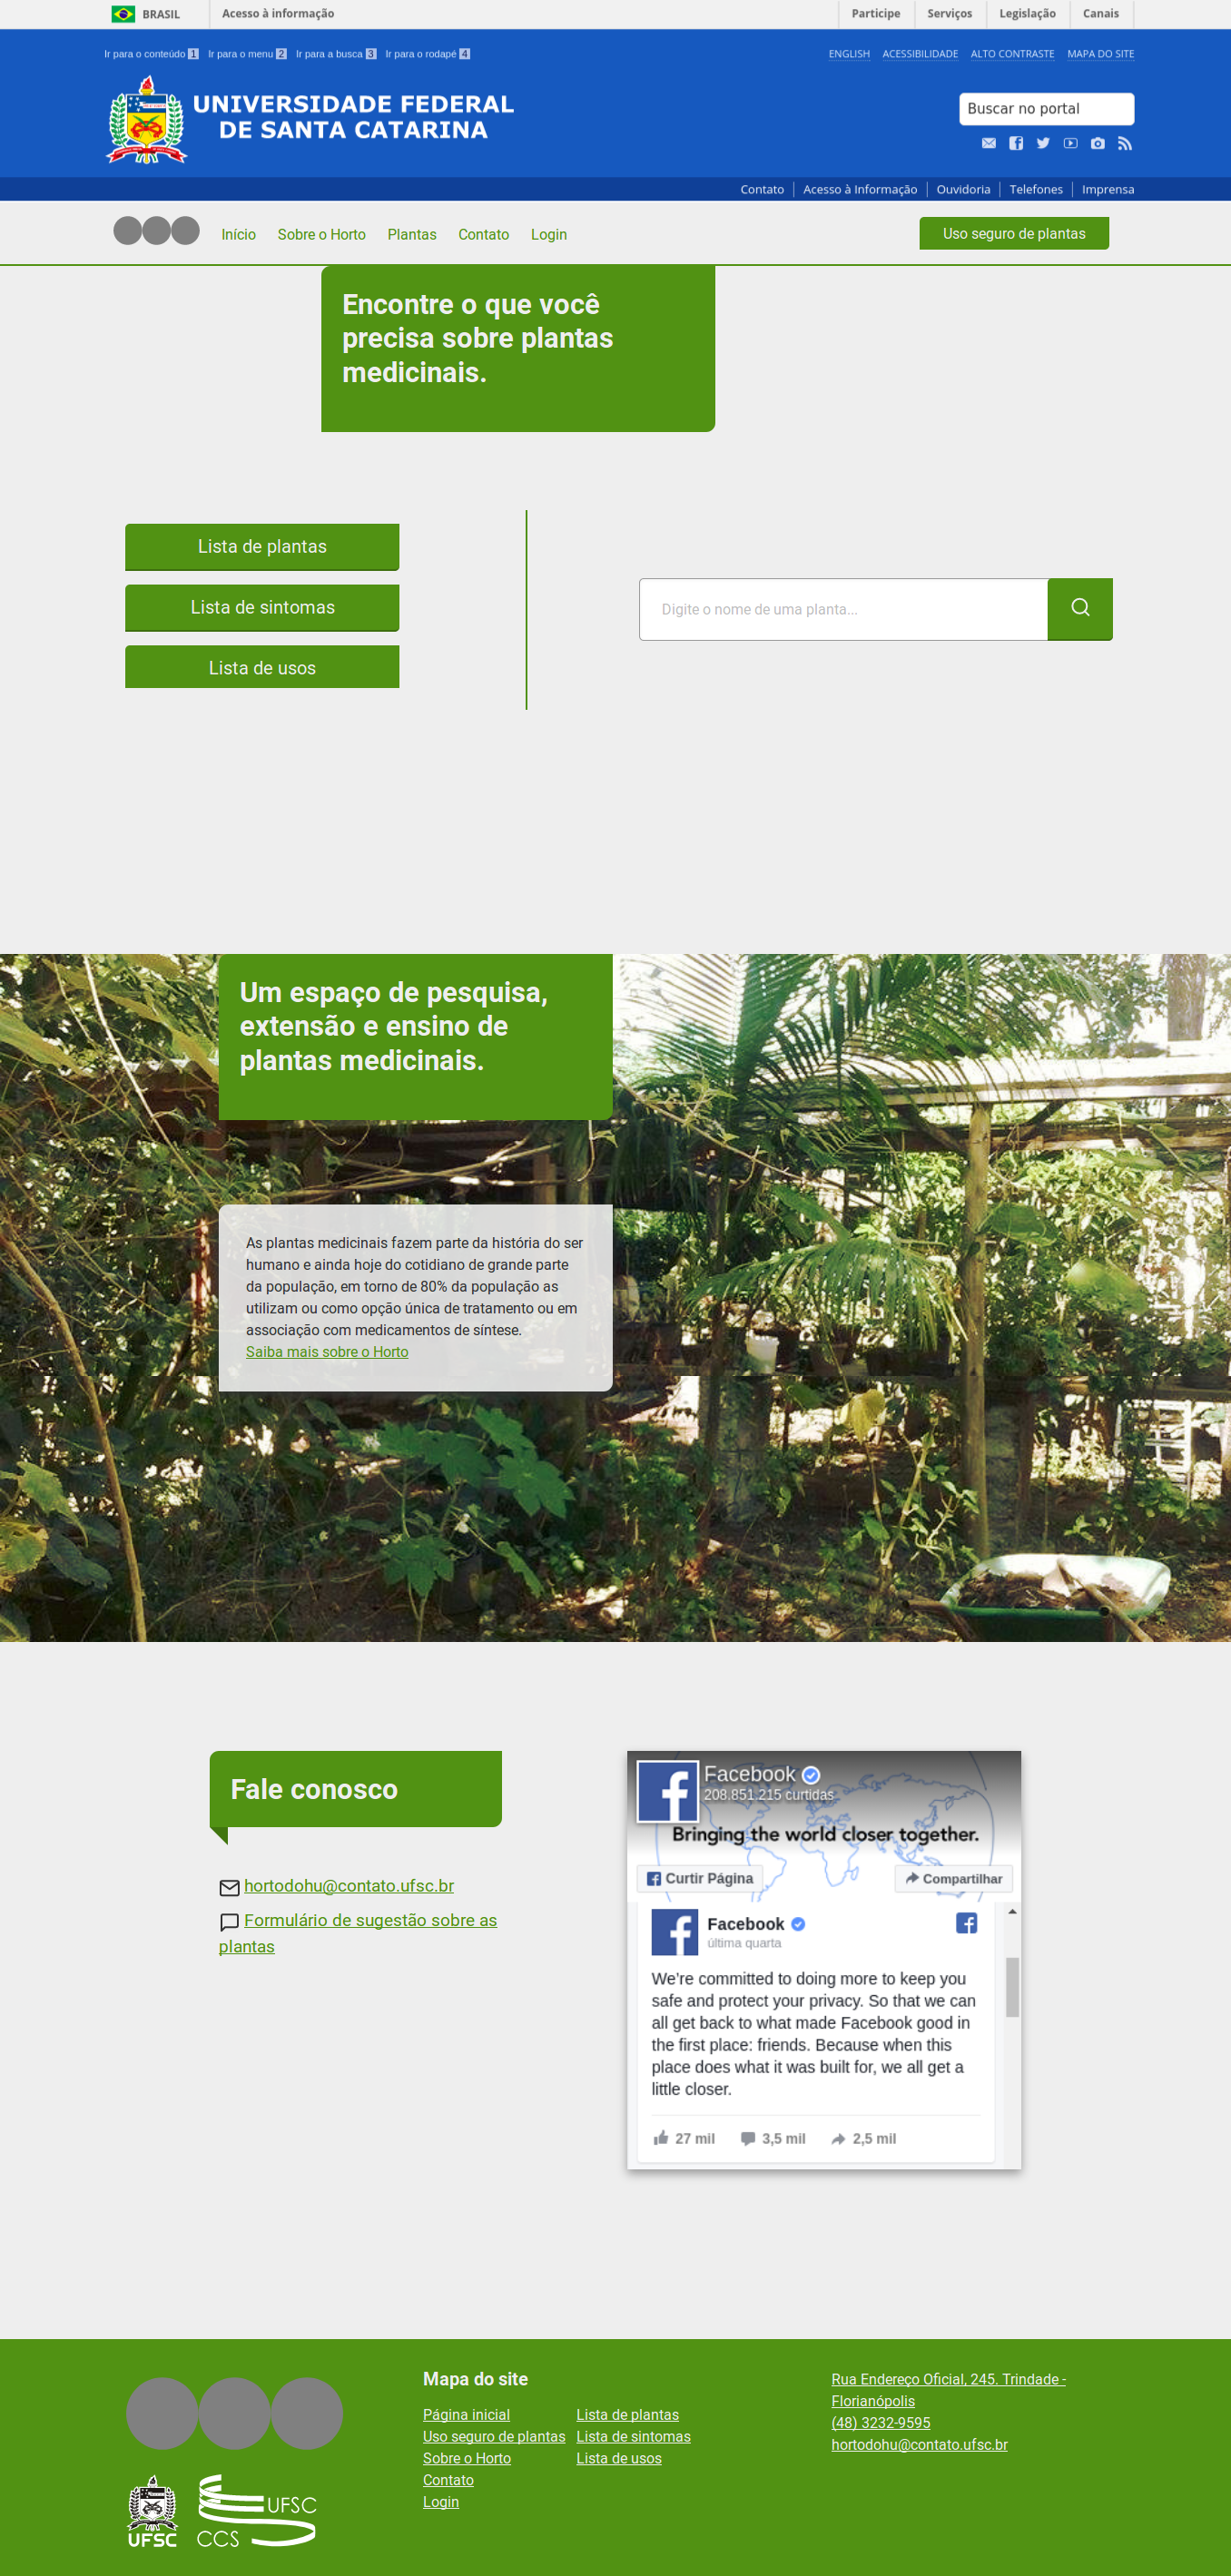 BRASIL
Acesso à informação
Participe
Serviços
Legislação
Canais
Ir para o conteúdo 1
Ir para o menu 2
Ir para a busca 3
Ir para o rodapé 4
ENGLISH
ACESSIBILIDADE
ALTO CONTRASTE
MAPA DO SITE
UNIVERSIDADE FEDERAL
DE SANTA CATARINA
Buscar no portal
Contato
Acesso à Informação
Ouvidoria
Telefones
Imprensa
Início
Sobre o Horto
Plantas
Contato
Login
Uso seguro de plantas
Encontre o que você
precisa sobre plantas
medicinais.
Lista de plantas
Lista de sintomas
Lista de usos
Digite o nome de uma planta...
Um espaço de pesquisa,
extensão e ensino de
plantas medicinais.
As plantas medicinais fazem parte da história do ser
humano e ainda hoje do cotidiano de grande parte
da população, em torno de 80% da população as
utilizam ou como opção única de tratamento ou em
associação com medicamentos de síntese.
Saiba mais sobre o Horto
Fale conosco
hortodohu@contato.ufsc.br
Formulário de sugestão sobre as
plantas
Facebook
208.851.215 curtidas
Bringing the world closer together.
Curtir Página
Compartilhar
Facebook
última quarta
We're committed to doing more to keep you
safe and protect your privacy. So that we can
all get back to what made Facebook good in
the first place: friends. Because when this
place does what it was built for, we all get a
little closer.
27 mil
3,5 mil
2,5 mil
UFSC
UFSC
CCS
Mapa do site
Página inicial
Uso seguro de plantas
Sobre o Horto
Contato
Login
Lista de plantas
Lista de sintomas
Lista de usos
Rua Endereço Oficial, 245. Trindade -
Florianópolis
(48) 3232-9595
hortodohu@contato.ufsc.br